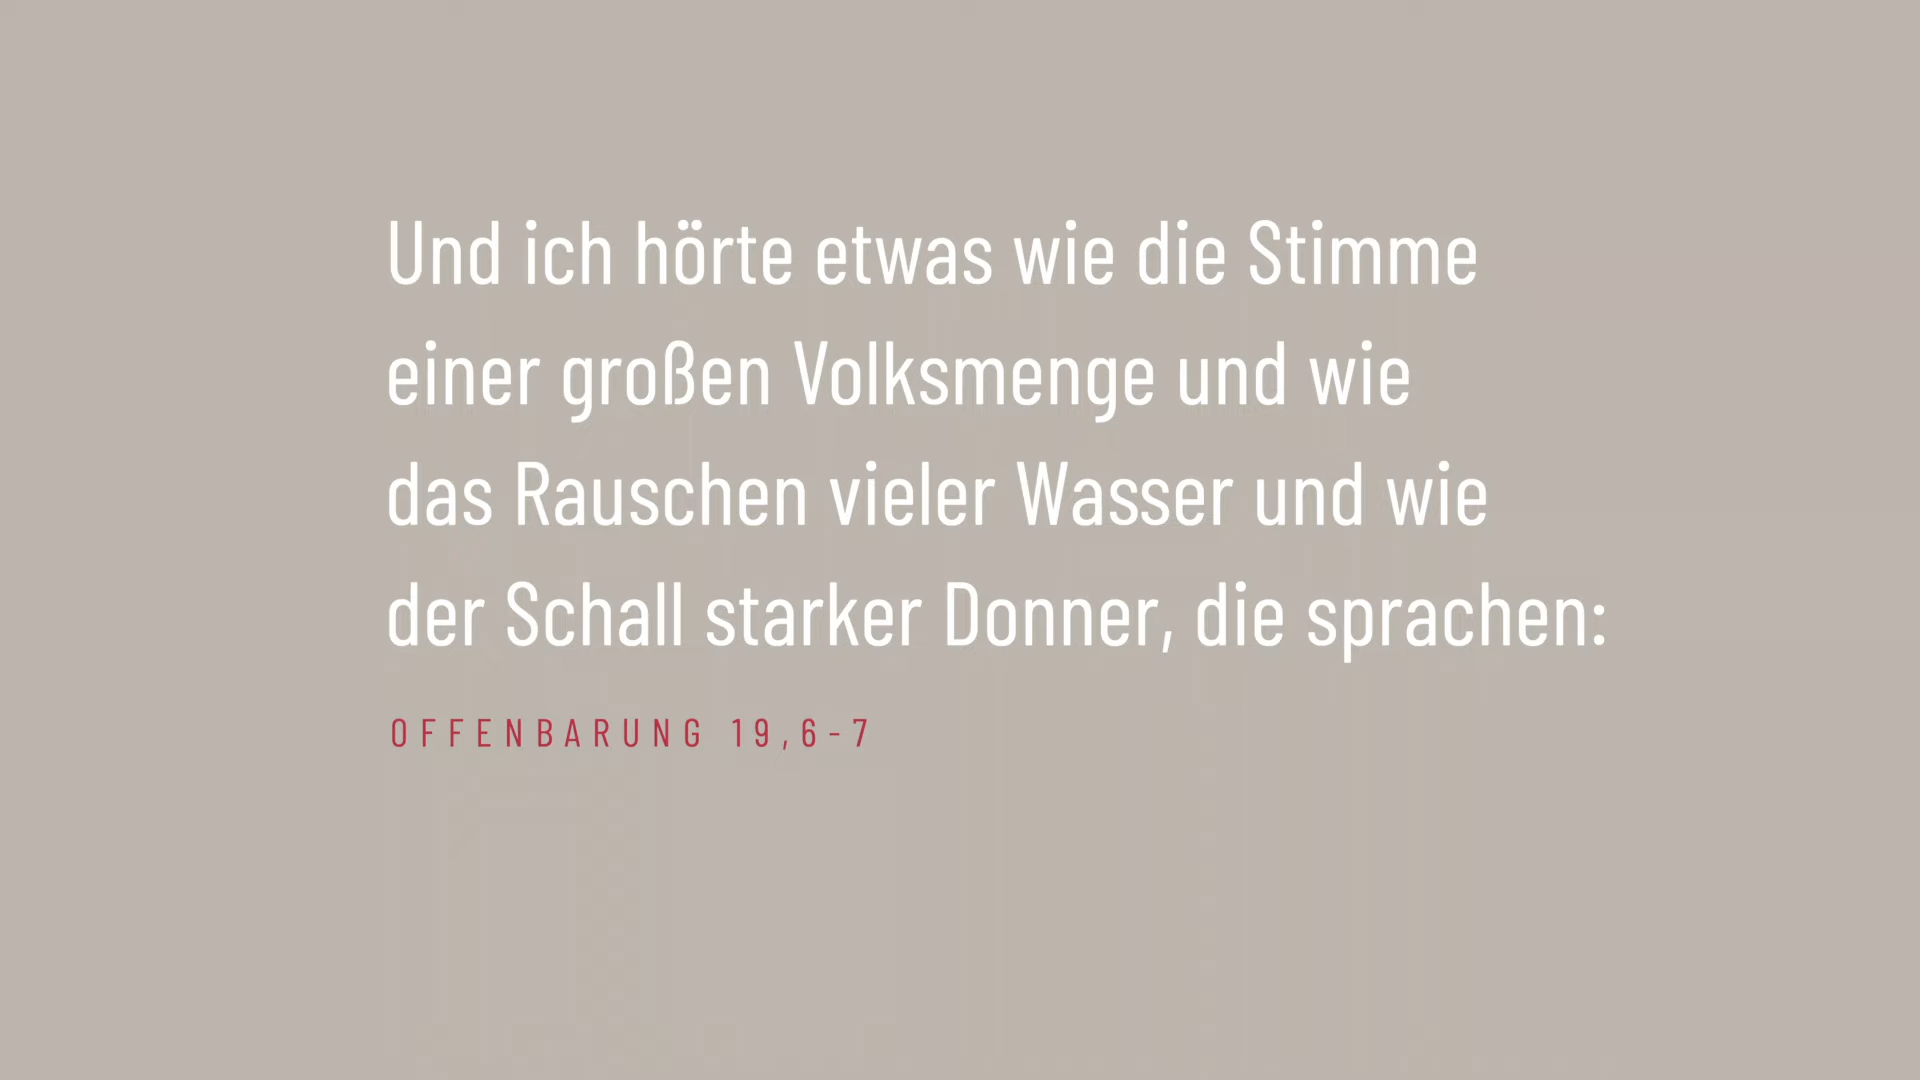 Und ich hörte etwas wie die Stimme
einer großen Volksmenge und wie
das Rauschen vieler Wasser und wie
der Schall starker Donner, die sprachen:
OFFENBARUNG 19,6-7